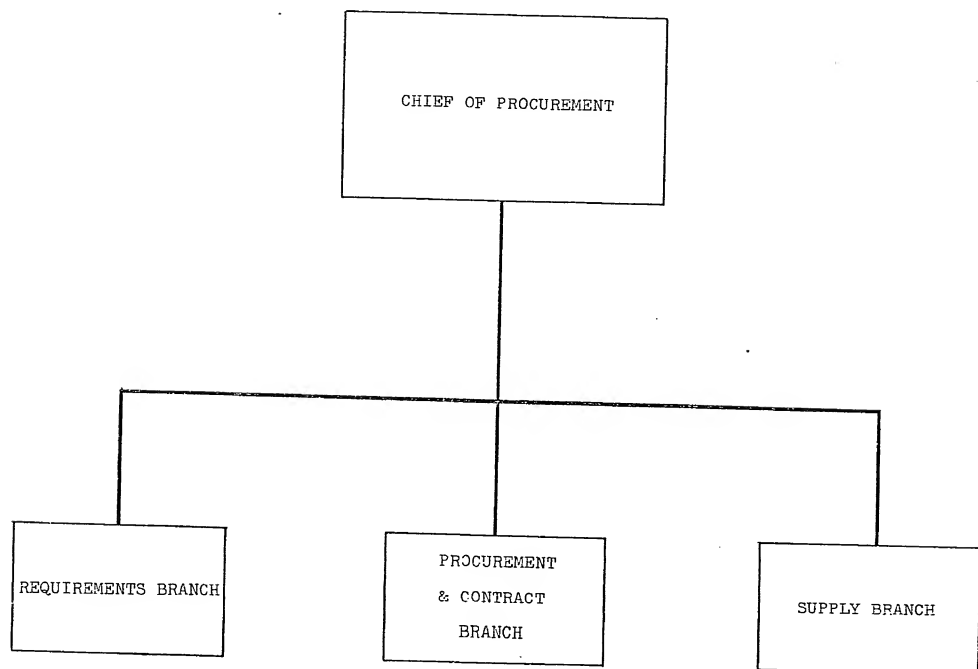 CHIEF OF PROCUREMENT
REQUIREMENTS BRANCH
PROCUREMENT
& CONTRACT
BRANCH
SUPPLY BRANCH